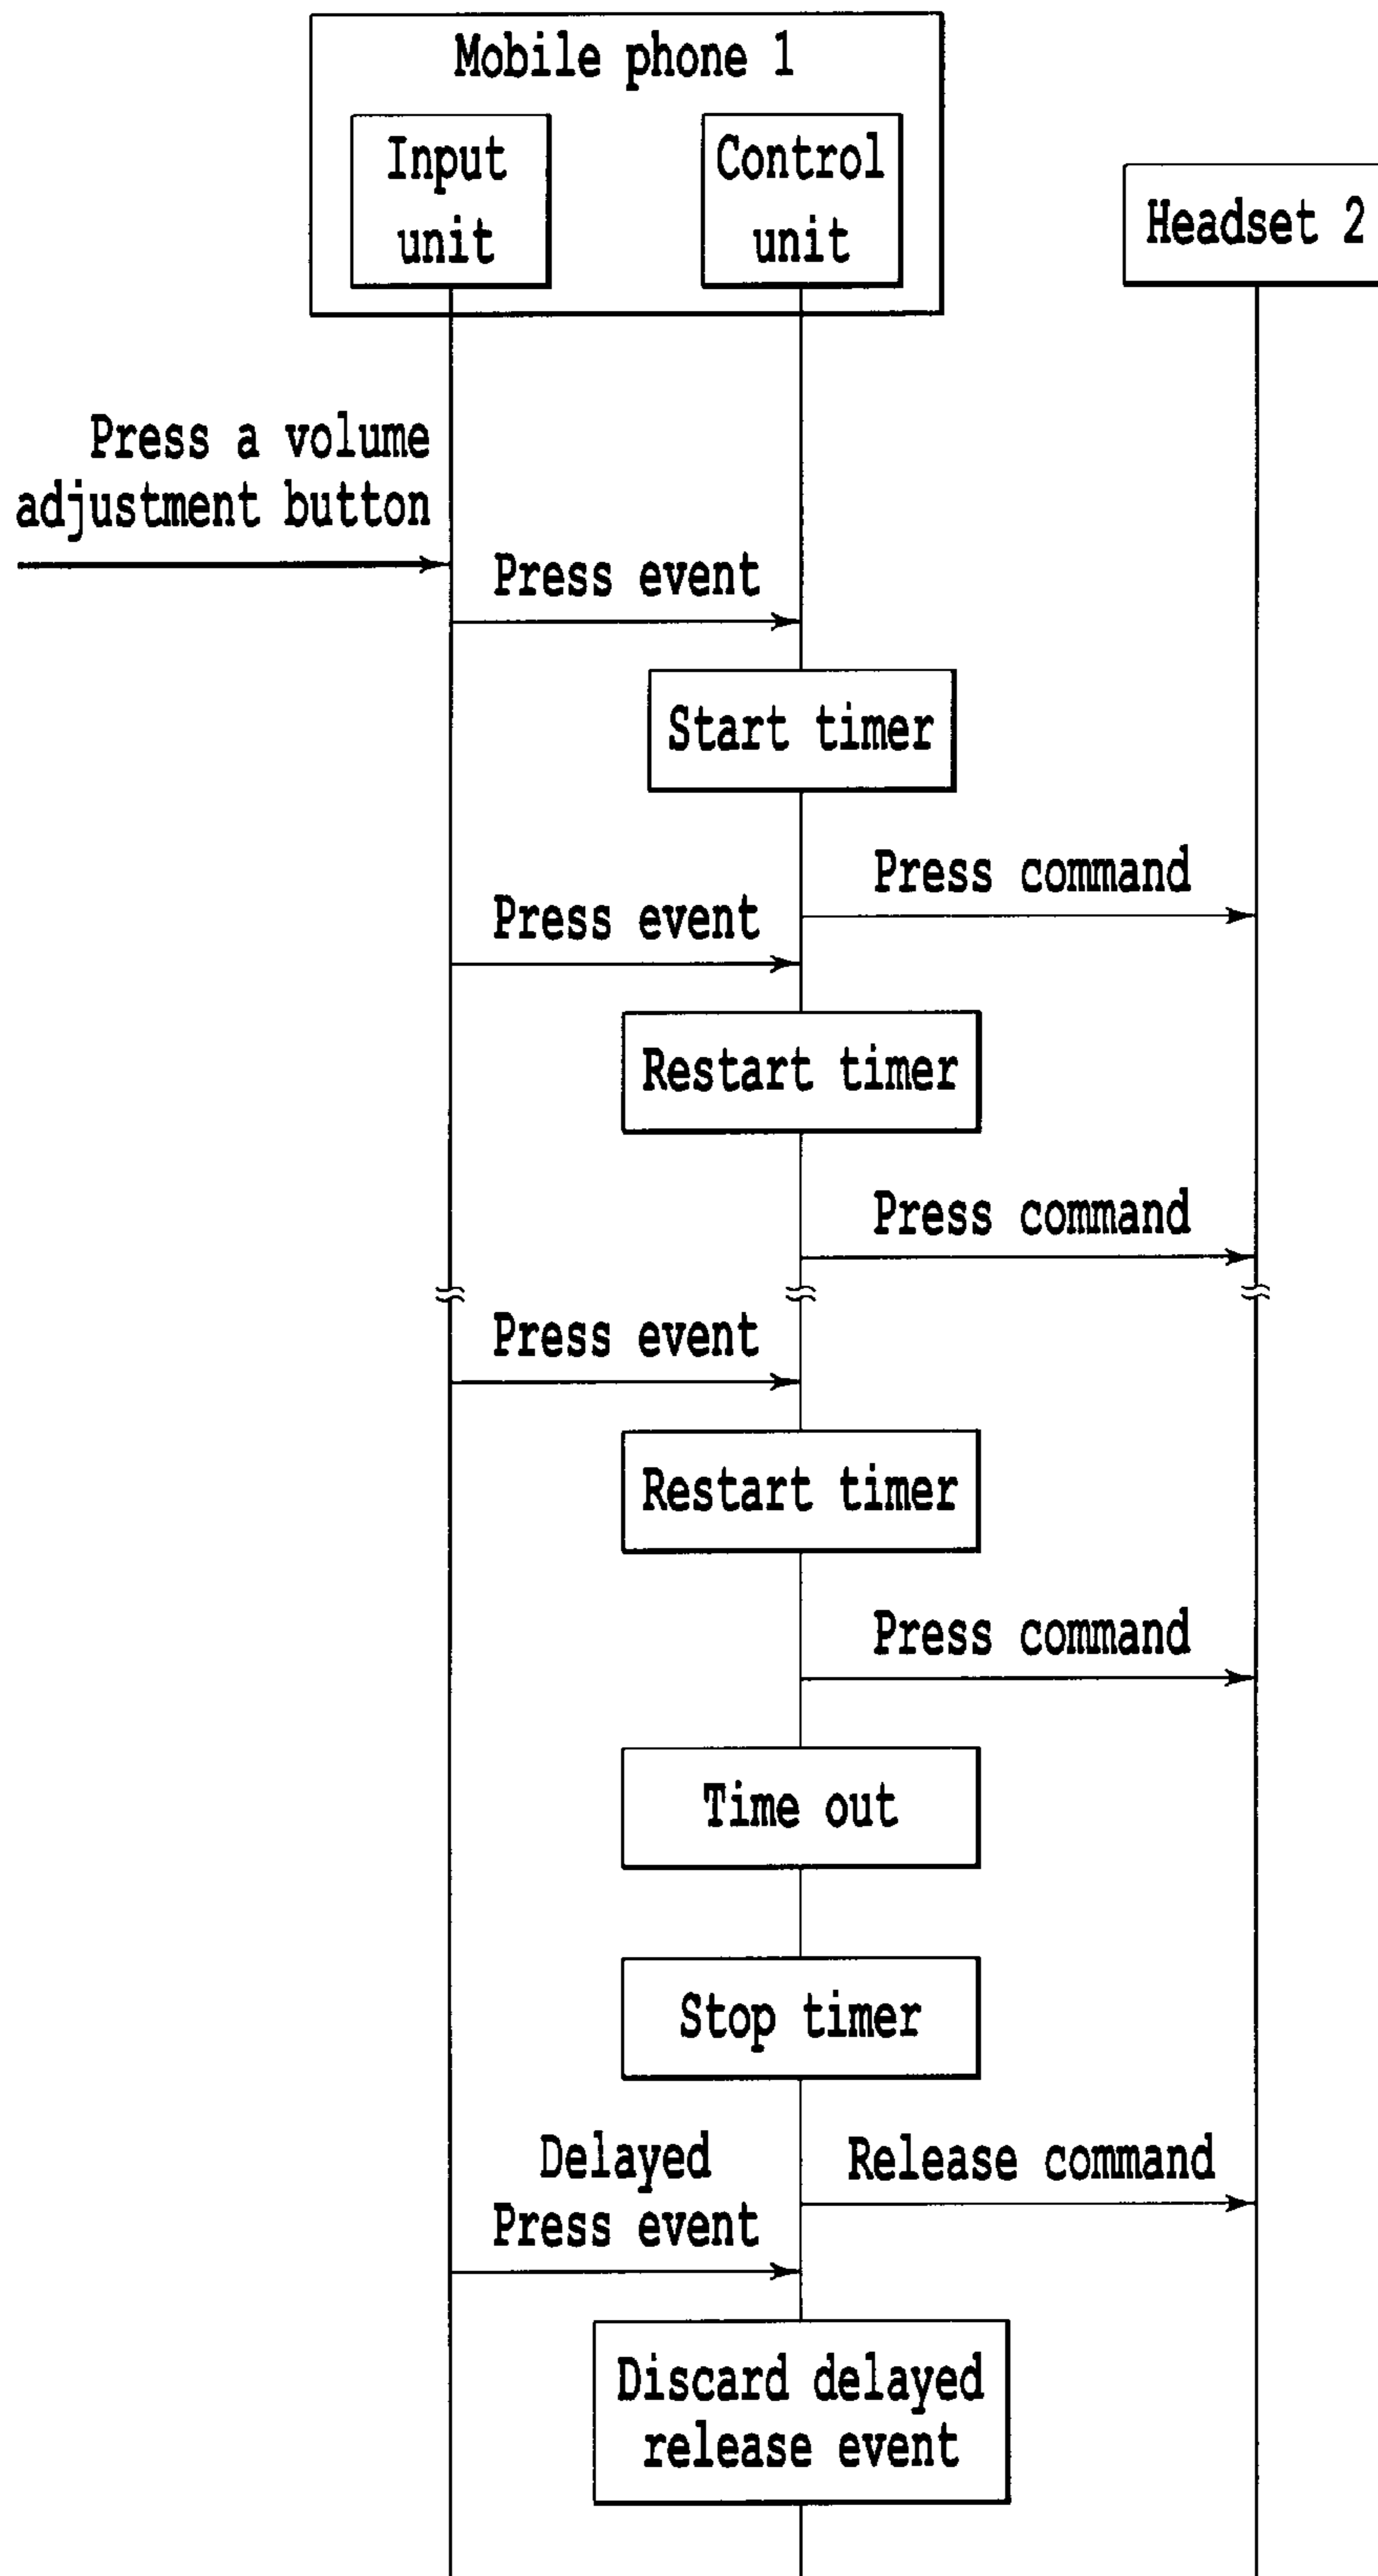 Mobile phone 1
Input
unit
Control
unit
Headset 2
Press a volume
adjustment button
Press event
Start timer
Press command
Press event
Restart timer
Press command
Press event
Restart timer
Press command
Time out
Stop timer
Delayed
Press event
Release command
Discard delayed
release event